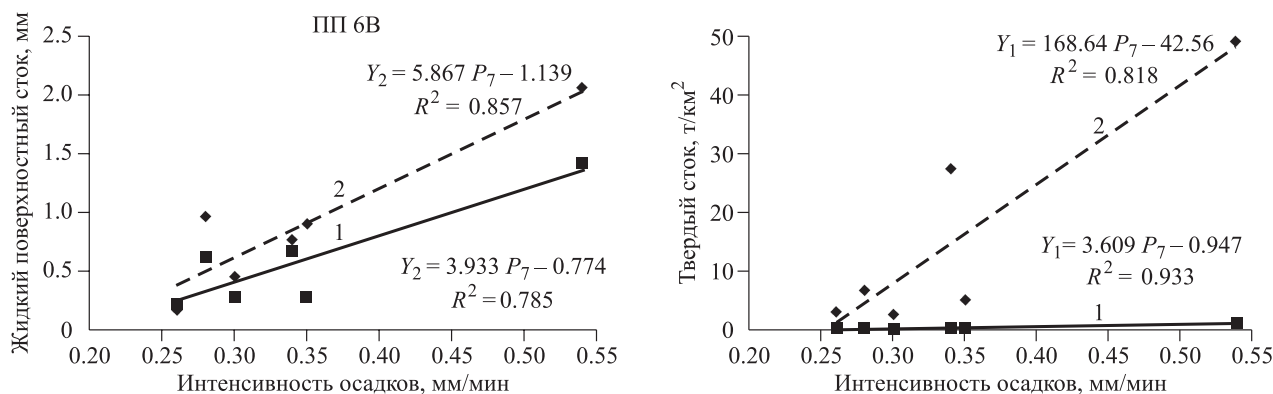 ПП 6В
Жидкий поверхностный сток, мм
2.5
2.0
1.5
1.0
0.5
0
Y2 = 5.867 P7 – 1.139
R² = 0.857
2
1
Y2 = 3.933 P7 – 0.774
R² = 0.785
0.20 0.25 0.30 0.35 0.40 0.45 0.50 0.55
Интенсивность осадков, мм/мин
Твердый сток, т/км²
50
40
30
20
10
0
Y1 = 168.64 P7 – 42.56
R² = 0.818
2
Y1 = 3.609 P7 – 0.947
R² = 0.933
1
0.20 0.25 0.30 0.35 0.40 0.45 0.50 0.55
Интенсивность осадков, мм/мин